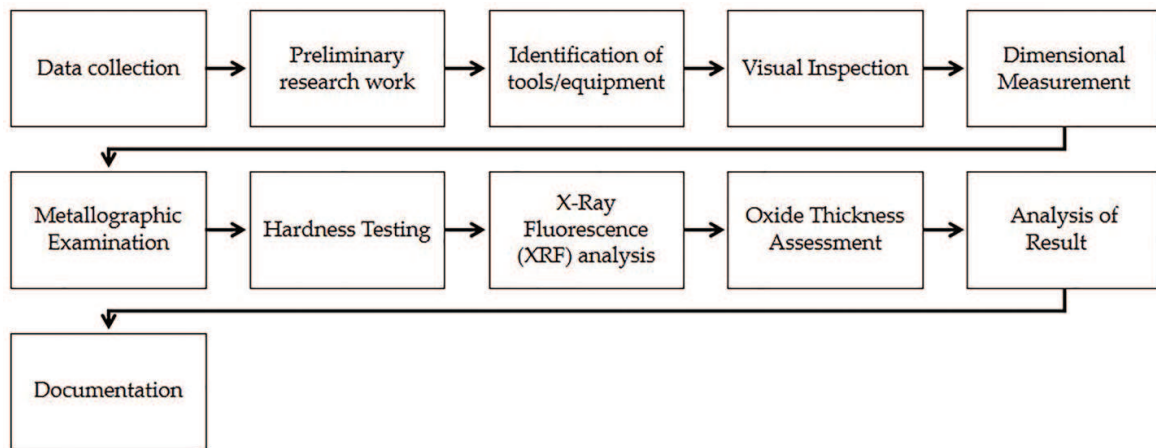 Data collection
Preliminary
research work
Identification of
tools/equipment
Visual Inspection
Dimensional
Measurement
Metallographic
Examination
Hardness Testing
X-Ray
Fluorescence
(XRF) analysis
Oxide Thickness
Assessment
Analysis of
Result
Documentation